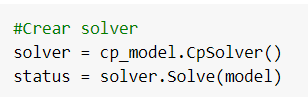 #Crear solver
solver = cp_model.CpSolver()
status = solver.Solve(model)